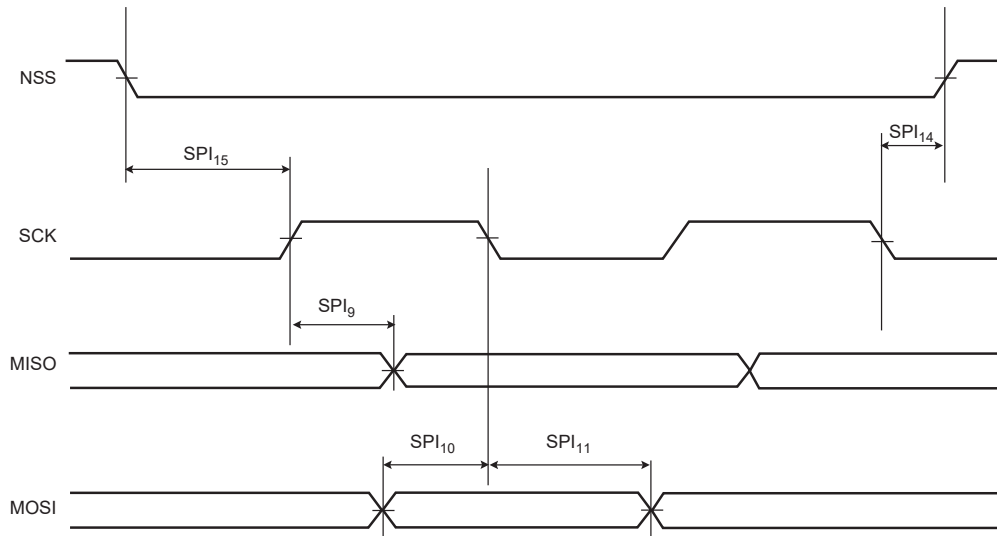 NSS
SPI₁₄
SPI₁₅
SCK
SPI₉
MISO
SPI₁₀
SPI₁₁
MOSI